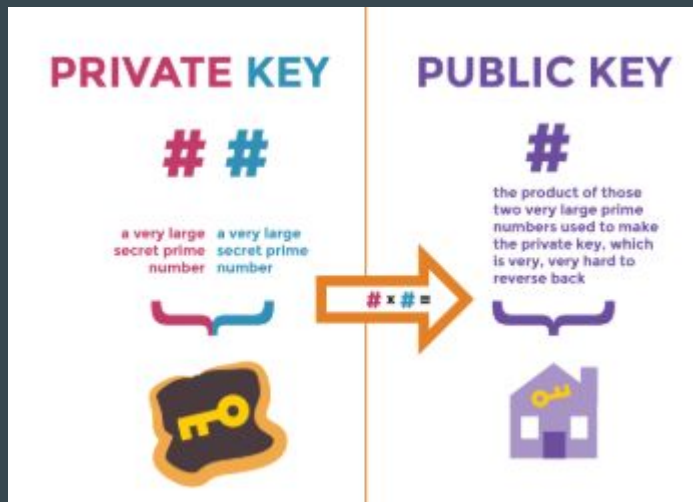 PRIVATE KEY
# #
a very large
secret prime
number
a very large
secret prime
number
# x # =
PUBLIC KEY
#
the product of those
two very large prime
numbers used to make
the private key, which
is very, very hard to
reverse back